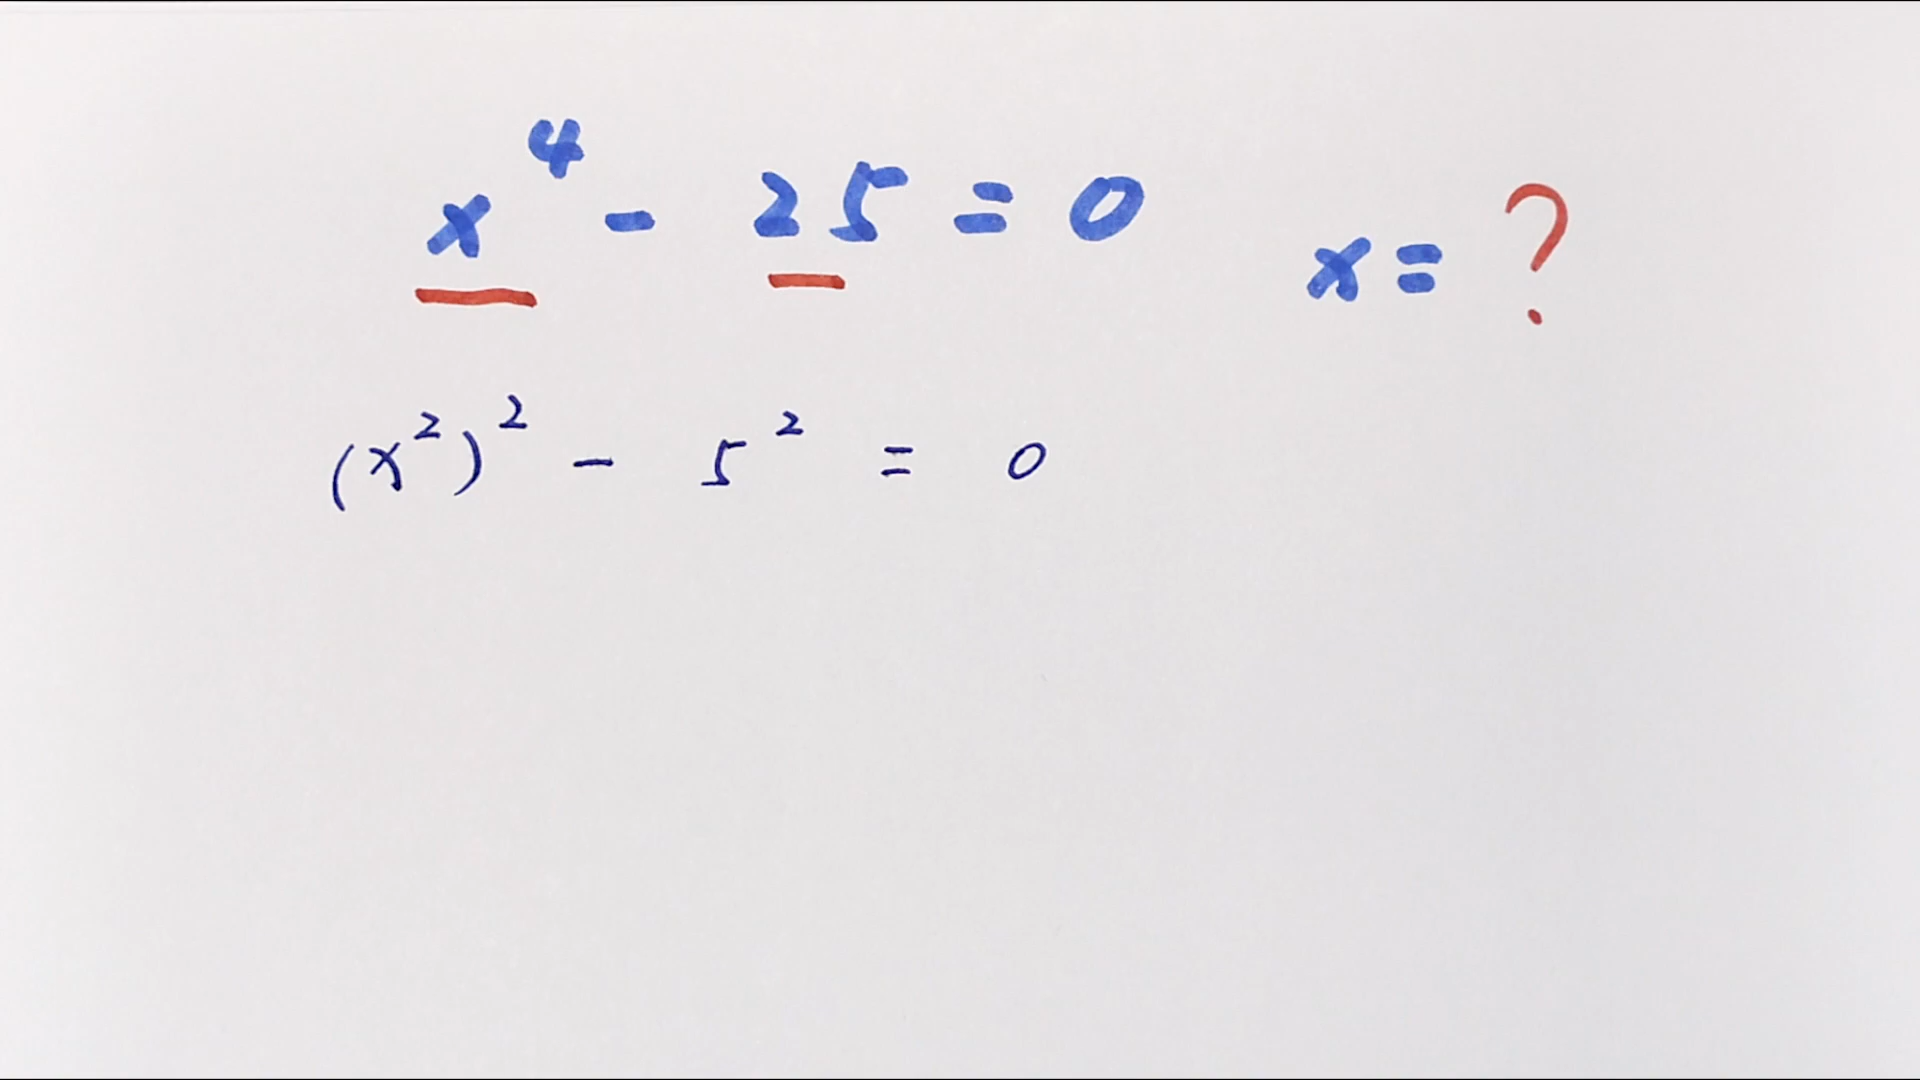 x⁴ - 25 = 0 x = ?
(x²)² - 5² = 0